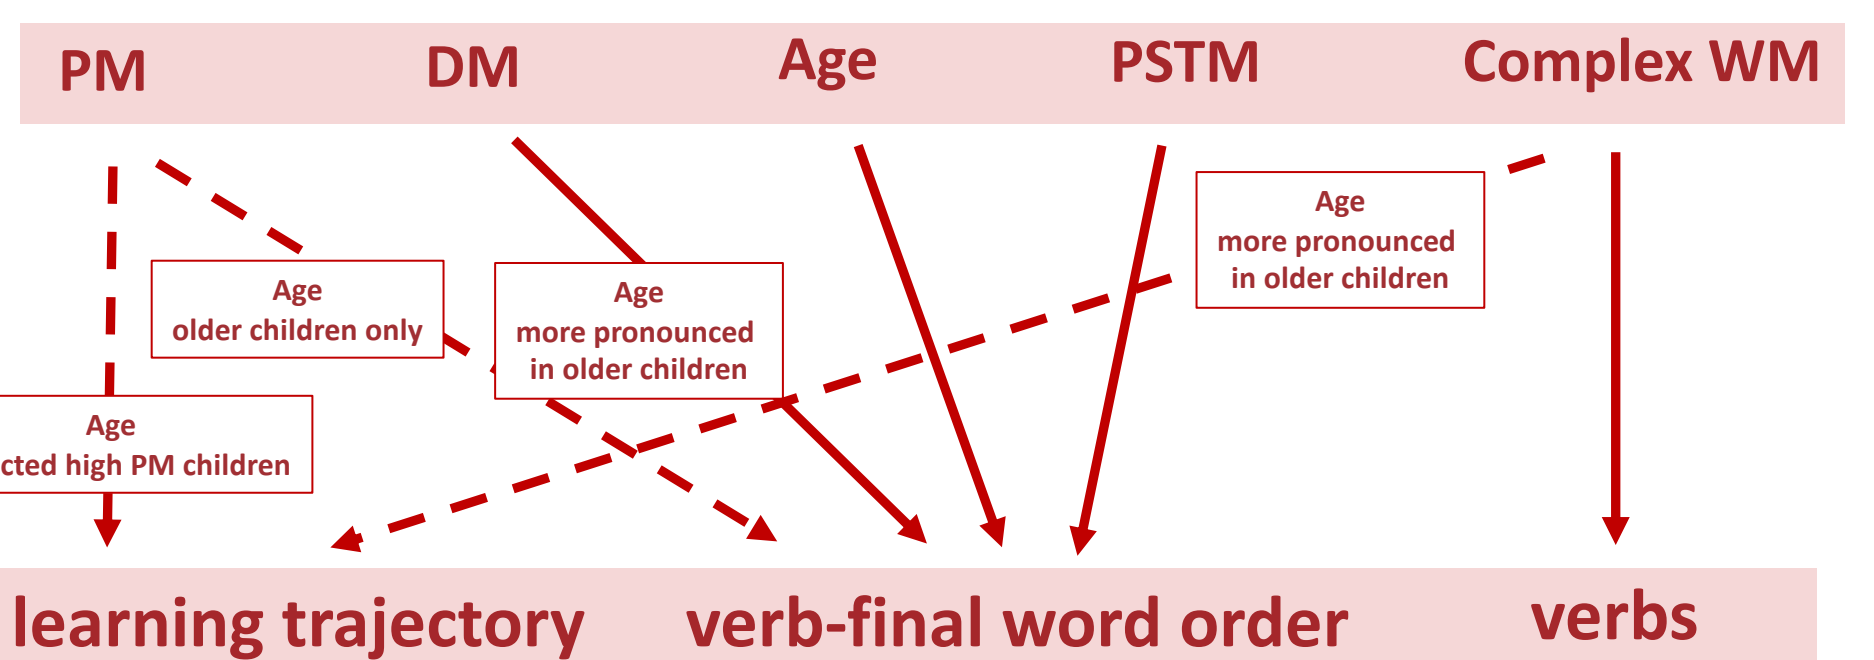 PM DM Age PSTM Complex WM
Age
more pronounced
in older children
Age
older children only
Age
more pronounced
in older children
Age
high PM children
learning trajectory verb-final word order verbs